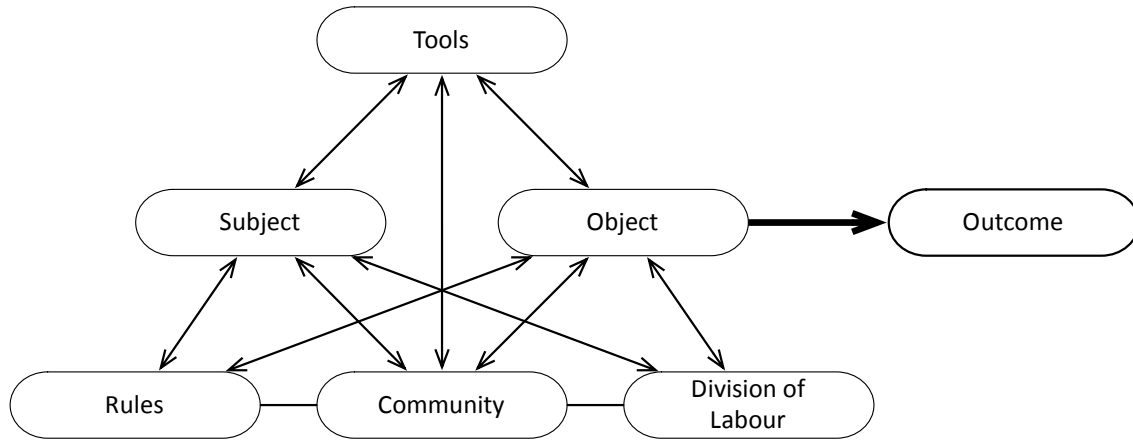 Tools
Subject
Object
Outcome
Rules
Community
Division of
Labour